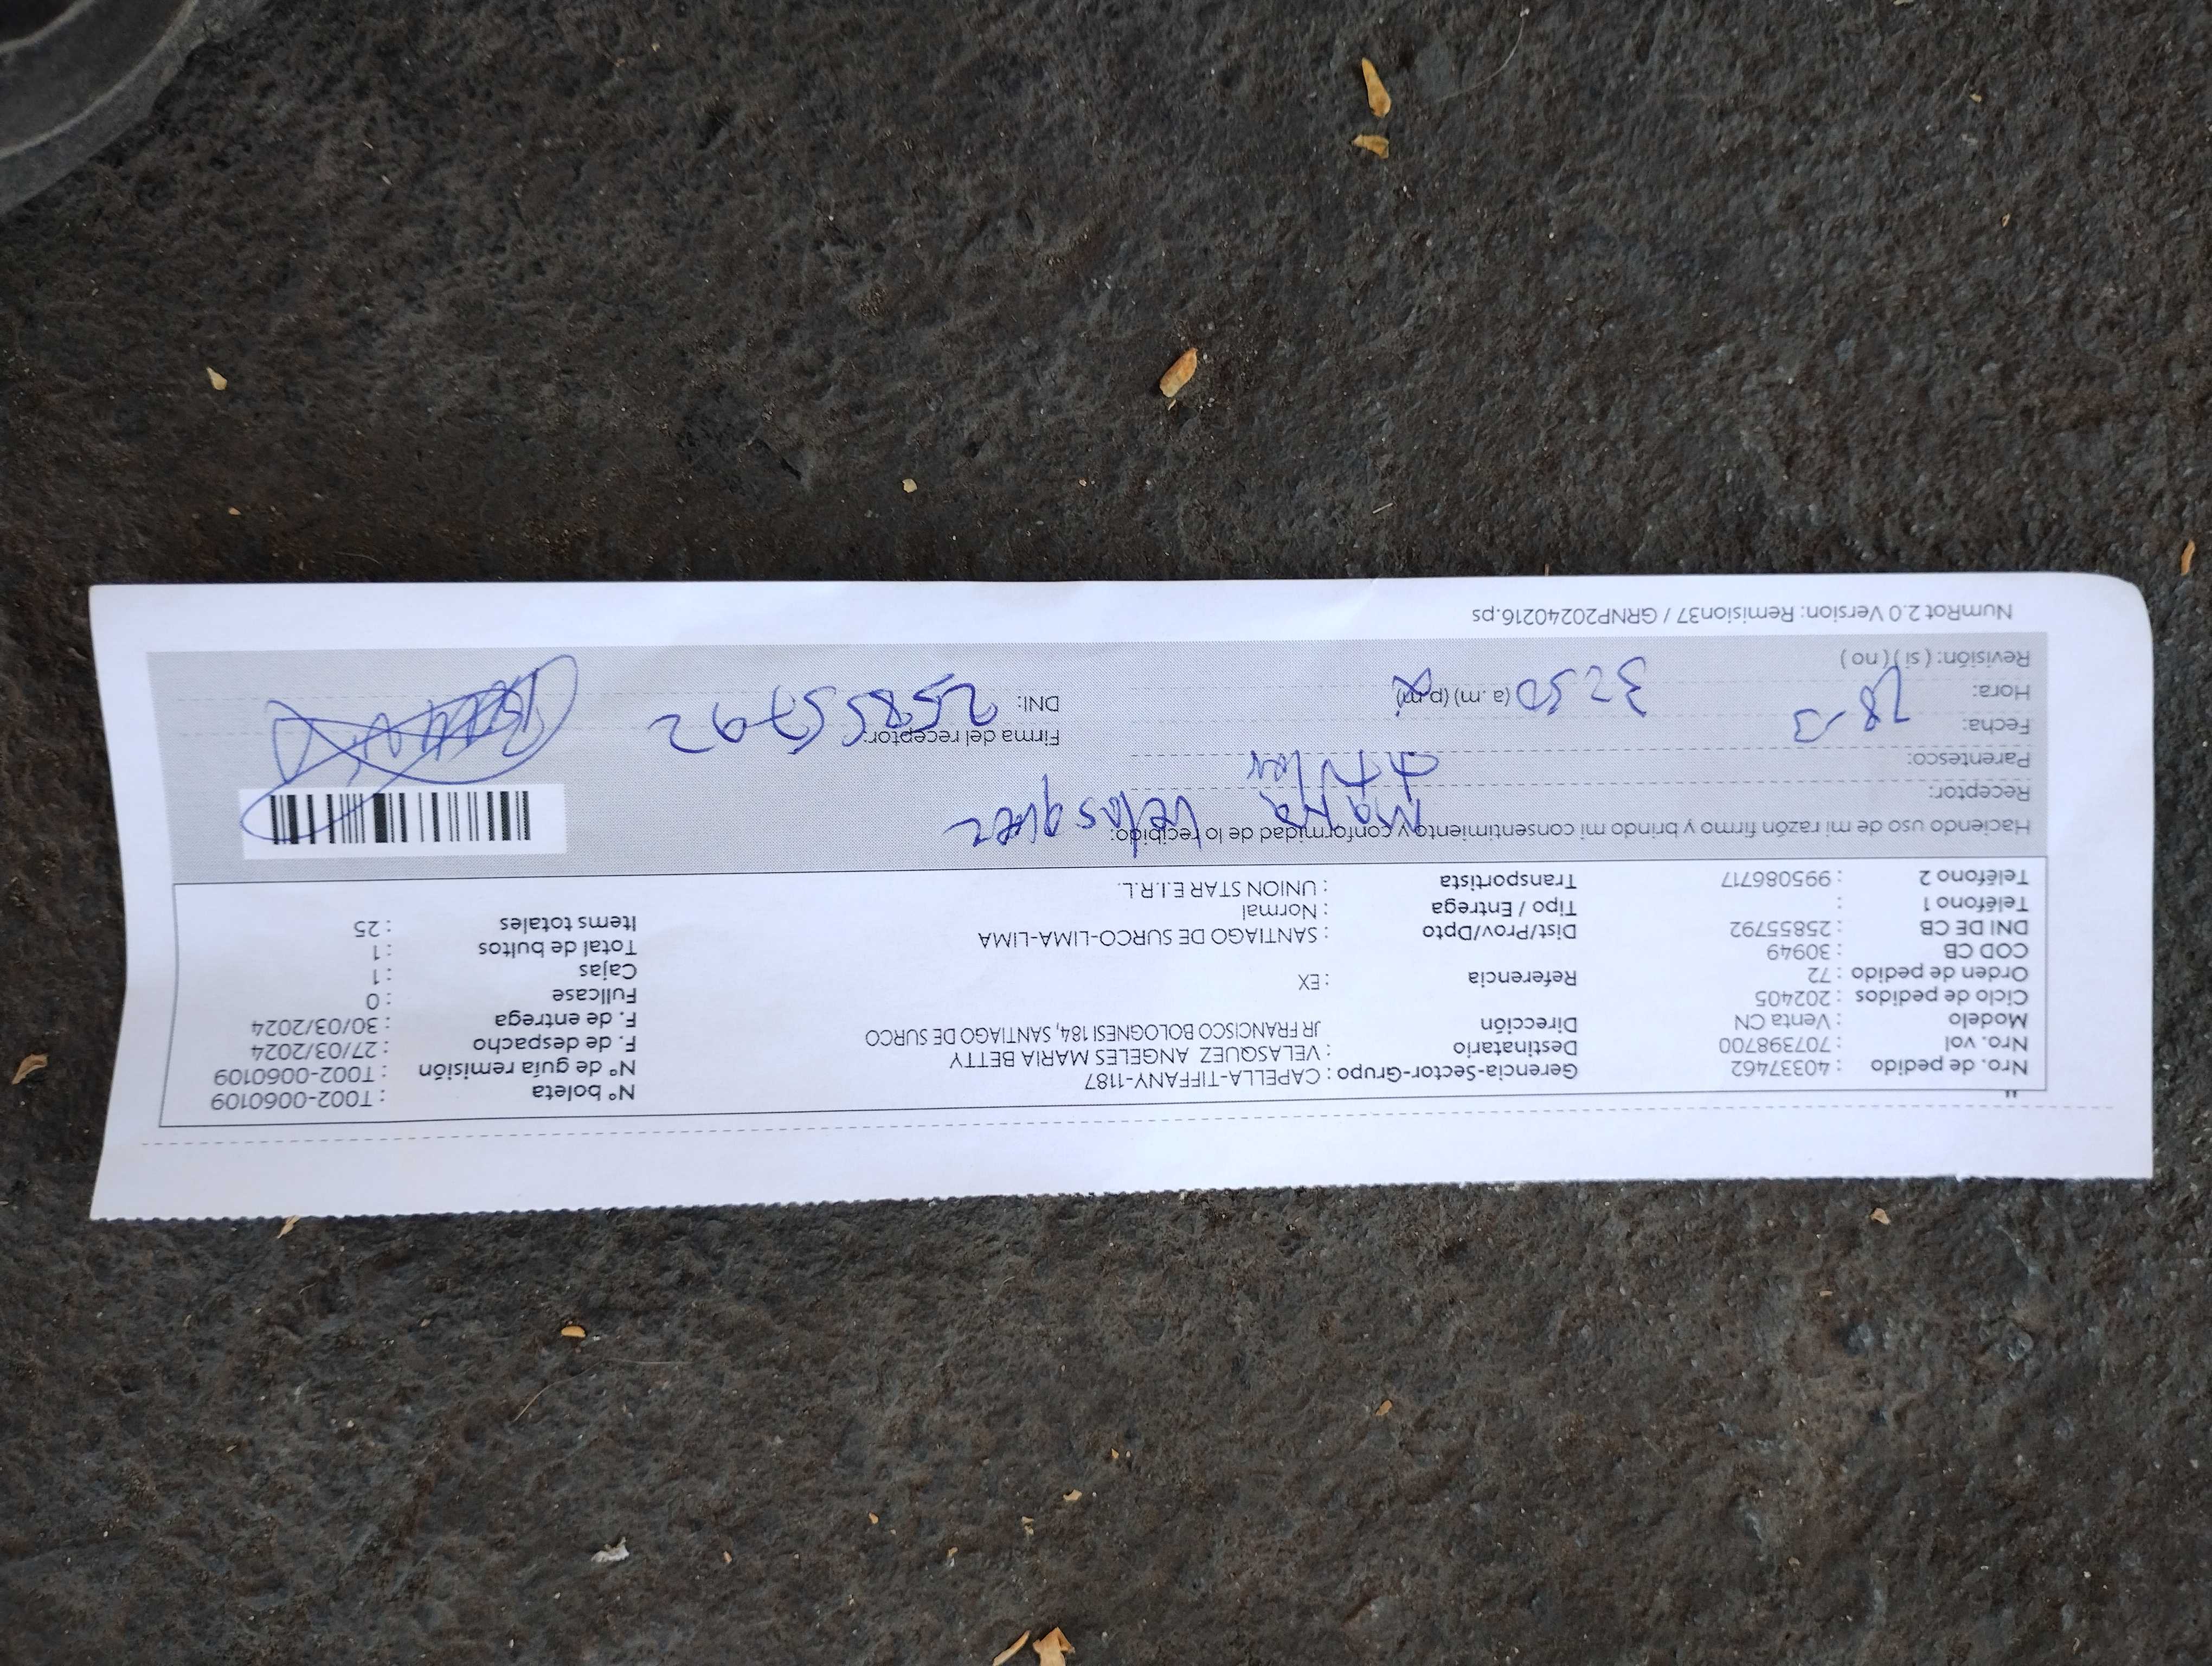 Nro. de pedido : 40337462 Gerencia-Sector-Grupo : CAPELLA-TIFFANY-1187 N° boleta : T002-0060109
Nro. vol : 707398700 Destinatario : VELASQUEZ ANGELES MARIA BETTY N° de guía remisión : T002-0060109
Modelo : Venta CN Dirección JR FRANCISCO BOLOGNESI 184, SANTIAGO DE SURCO F. de despacho : 27/03/2024
Ciclo de pedidos : 202405 F. de entrega : 30/03/2024
Orden de pedido : 72 Referencia : EX Fullcase : 0
COD CB : 30949 Cajas : 1
DNI DE CB : 25855792 Dist/Prov/Dpto : SANTIAGO DE SURCO-LIMA-LIMA Total de bultos : 1
Teléfono 1 : Tipo / Entrega : Normal Items totales : 25
Teléfono 2 : 995086717 Transportista : UNION STAR E.I.R.L.
Haciendo uso de mi razón firmo y brindo mi consentimiento y conformidad de lo recibido:
Receptor: Maria Velasquez
Parentesco: titular
Fecha: 28-3 Firma del receptor:
Hora: 3:50 (a. m) (p. m) DNI: 25855792
Revisión: ( si ) ( no )
NumRot 2.0 Version: Remision37 / GRNP20240216.ps